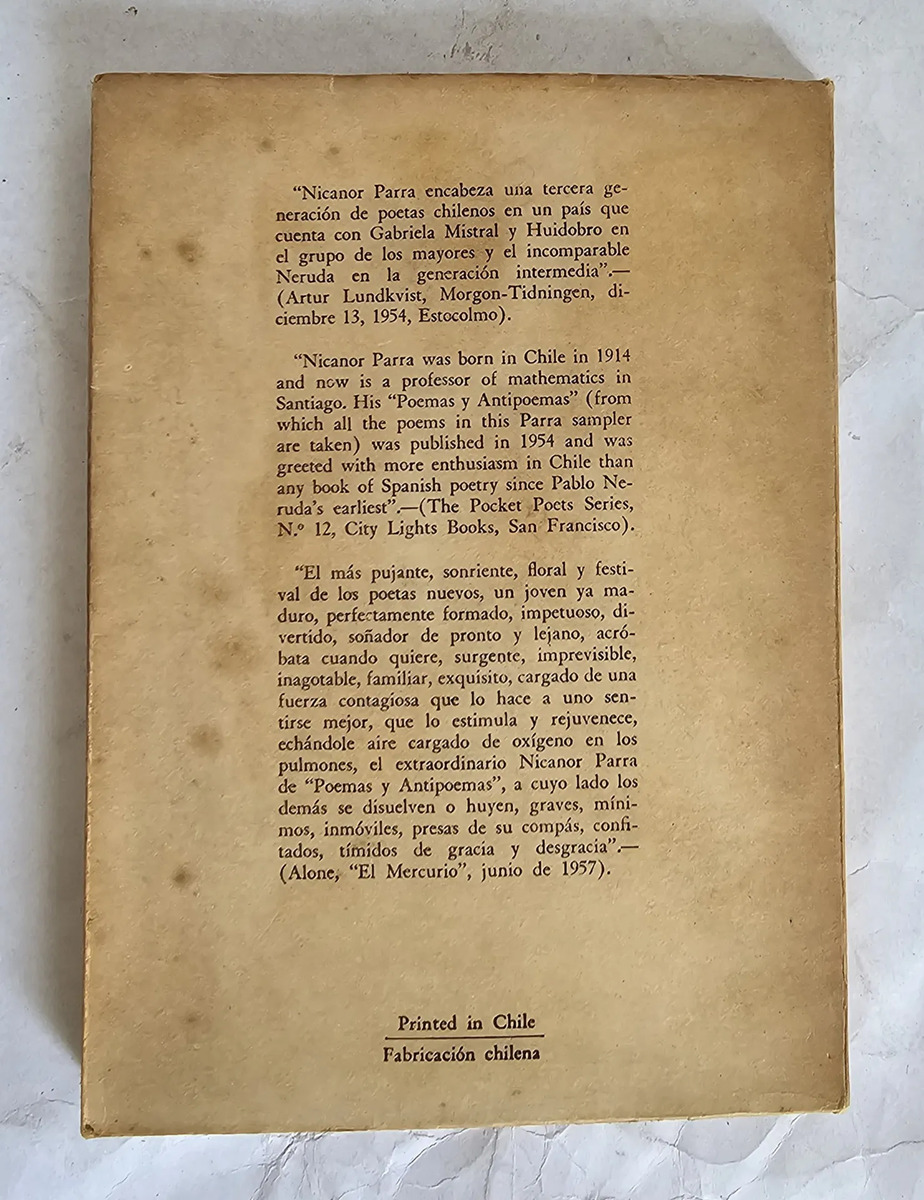 “Nicanor Parra encabeza una tercera ge-
neración de poetas chilenos en un país que
cuenta con Gabriela Mistral y Huidobro en
el grupo de los mayores y el incomparable
Neruda en la generación intermedia”.—
(Artur Lundkvist, Morgon-Tidningen, di-
ciembre 13, 1954, Estocolmo).
“Nicanor Parra was born in Chile in 1914
and now is a professor of mathematics in
Santiago. His “Poemas y Antipoemas” (from
which all the poems in this Parra sampler
are taken) was published in 1954 and was
greeted with more enthusiasm in Chile than
any book of Spanish poetry since Pablo Ne-
ruda’s earliest”.—(The Pocket Poets Series,
N.º 12, City Lights Books, San Francisco).
“El más pujante, sonriente, floral y festi-
val de los poetas nuevos, un joven ya ma-
duro, perfectamente formado, impetuoso, di-
vertido, soñador de pronto y lejano, acró-
bata cuando quiere, surgente, imprevisible,
inagotable, familiar, exquisito, cargado de una
fuerza contagiosa que lo hace a uno sen-
tirse mejor, que lo estimula y rejuvenece,
echándole aire cargado de oxígeno en los
pulmones, el extraordinario Nicanor Parra
de “Poemas y Antipoemas”, a cuyo lado los
demás se disuelven o huyen, graves, míni-
mos, inmóviles, presas de su compás, confi-
tados, tímidos de gracia y desgracia”.—
(Alone, “El Mercurio”, junio de 1957).
Printed in Chile
Fabricación chilena